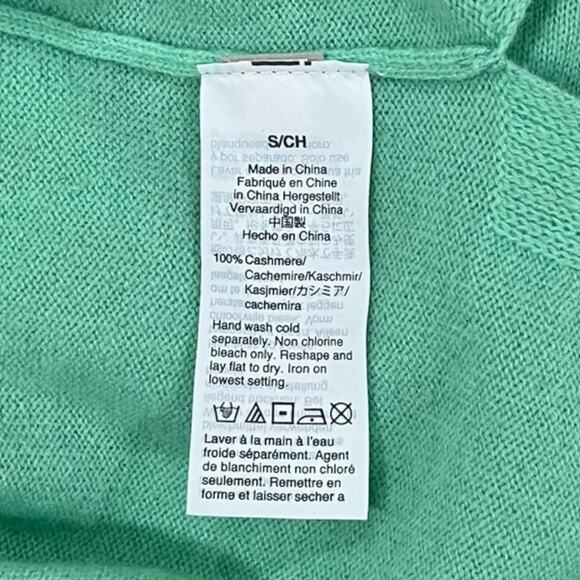 S/CH
Made in China
Fabriqué en Chine
in China Hergestellt
Vervaardigd in China
中国製
Hecho en China
100% Cashmere/
Cachemire/Kaschmir/
Kasjmier/カシミア/
cachemira
Hand wash cold
separately. Non chlorine
bleach only. Reshape and
lay flat to dry. Iron on
lowest setting.
Laver à la main à l'eau
froide séparément. Agent
de blanchiment non chloré
seulement. Remettre en
forme et laisser secher a